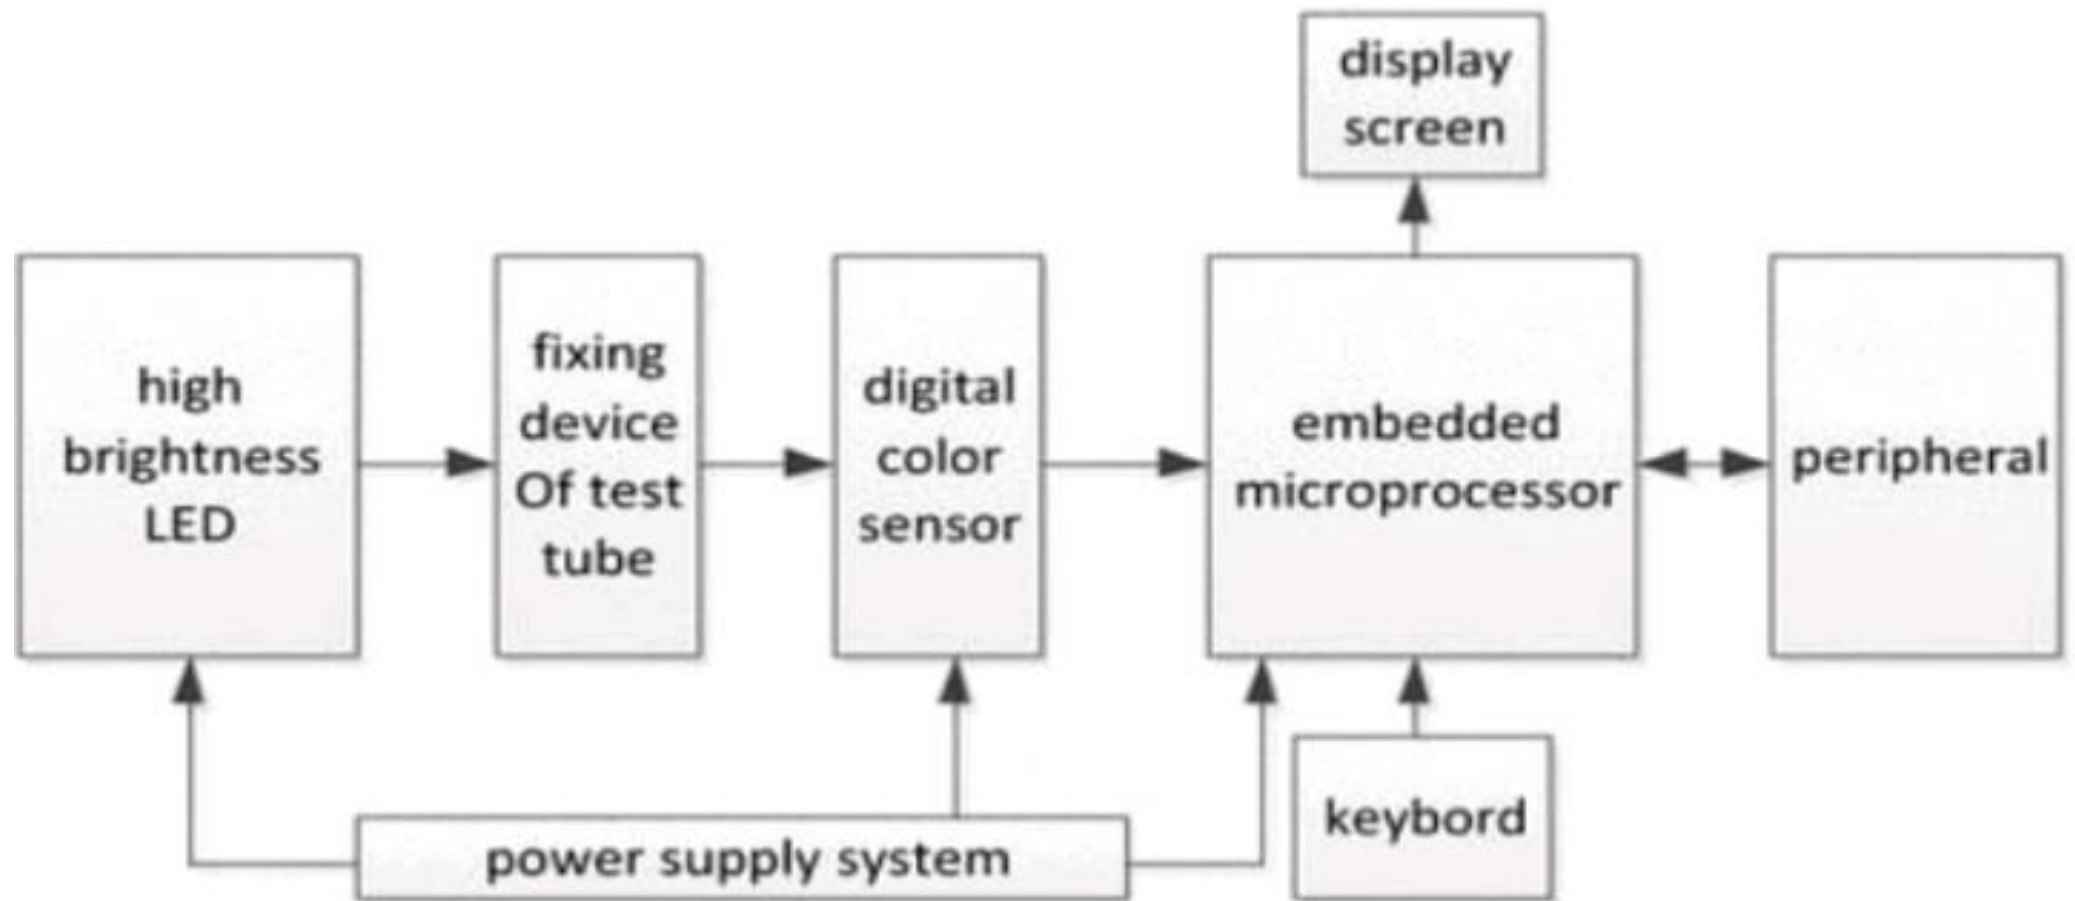 display
screen
high
brightness
LED
fixing
device
Of test
tube
digital
color
sensor
embedded
microprocessor
peripheral
power supply system
keybord